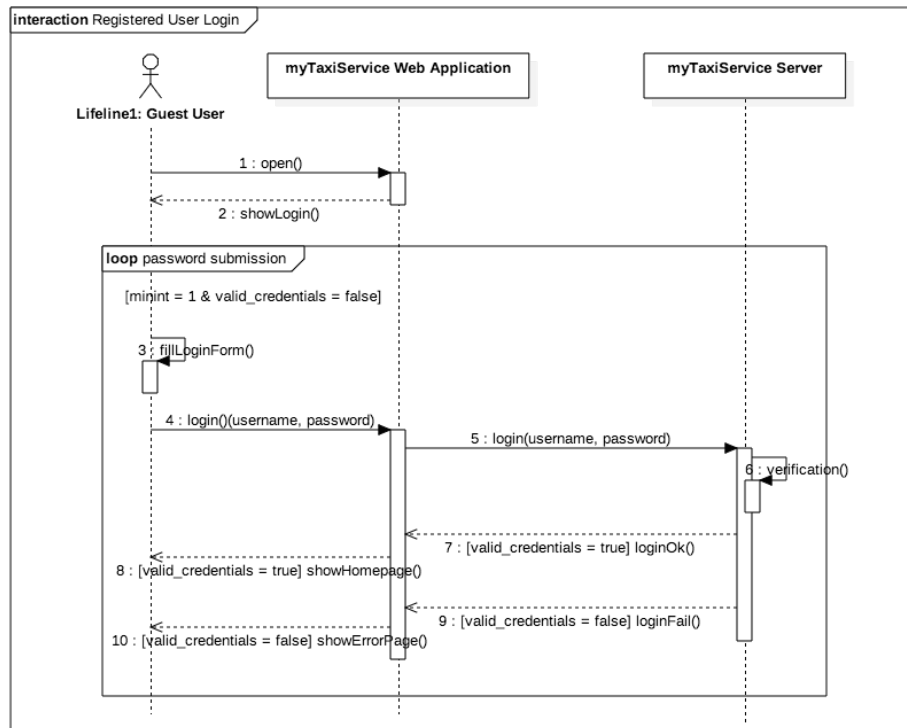 interaction Registered User Login
myTaxiService Web Application
myTaxiService Server
Lifeline1: Guest User
1 : open()
2 : showLogin()
loop password submission
[minint = 1 & valid_credentials = false]
3 : fillLoginForm()
4 : login()(username, password)
5 : login(username, password)
6 : verification()
7 : [valid_credentials = true] loginOk()
8 : [valid_credentials = true] showHomepage()
9 : [valid_credentials = false] loginFail()
10 : [valid_credentials = false] showErrorPage()